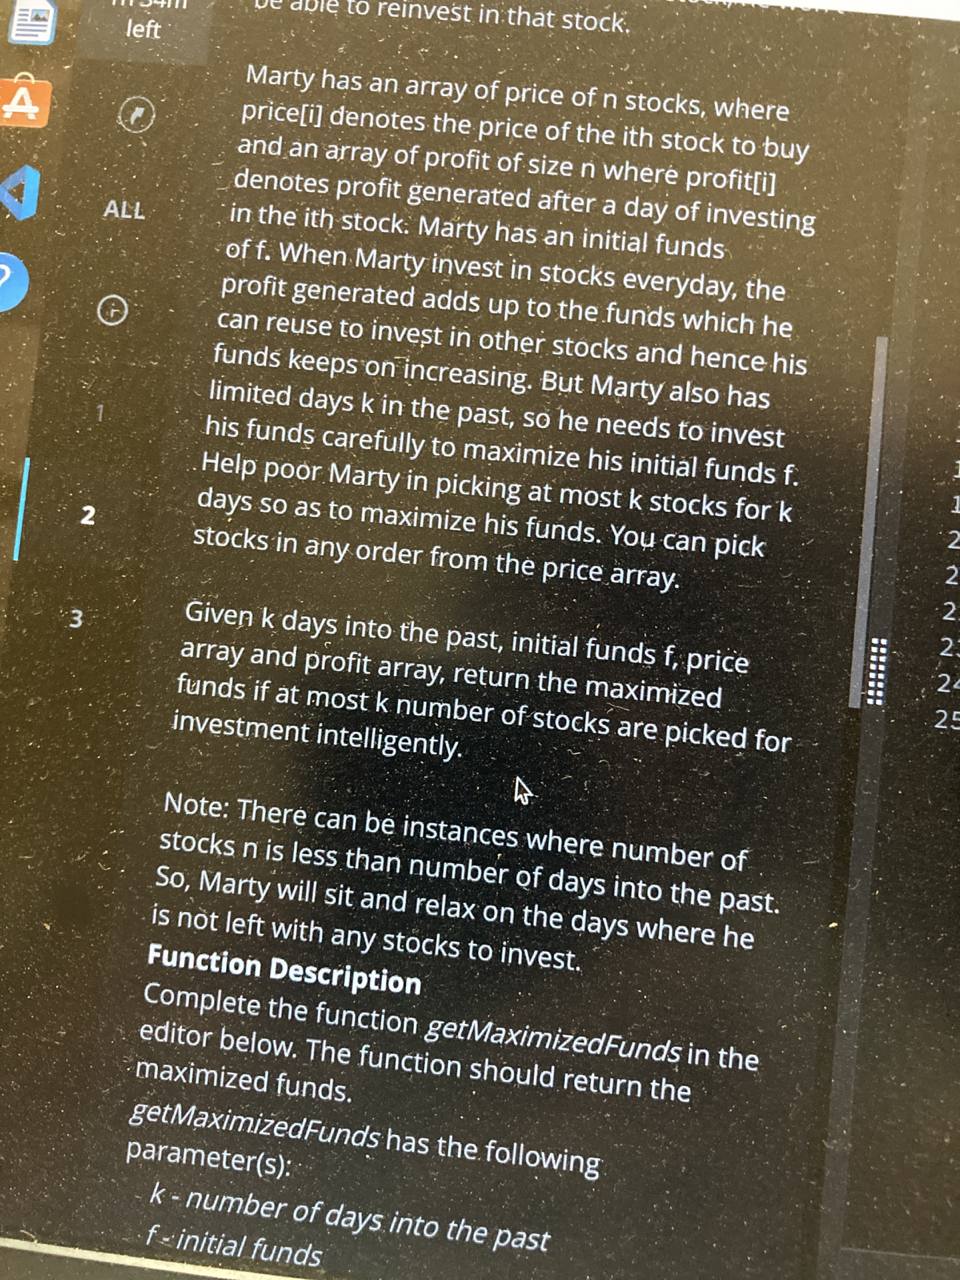 left
be able to reinvest in that stock.
Marty has an array of price of n stocks, where
price[i] denotes the price of the ith stock to buy
and an array of profit of size n where profit[i]
denotes profit generated after a day of investing
in the ith stock. Marty has an initial funds
of f. When Marty invest in stocks everyday, the
profit generated adds up to the funds which he
can reuse to invest in other stocks and hence his
funds keeps on increasing. But Marty also has
limited days k in the past, so he needs to invest
his funds carefully to maximize his initial funds f.
Help poor Marty in picking at most k stocks for k
days so as to maximize his funds. You can pick
stocks in any order from the price array.
Given k days into the past, initial funds f, price
array and profit array, return the maximized
funds if at most k number of stocks are picked for
investment intelligently.
Note: There can be instances where number of
stocks n is less than number of days into the past.
So, Marty will sit and relax on the days where he
is not left with any stocks to invest.
Function Description
Complete the function getMaximizedFunds in the
editor below. The function should return the
maximized funds.
getMaximizedFunds has the following
parameter(s):
k - number of days into the past
f - initial funds
ALL
1
2
3
23
24
25